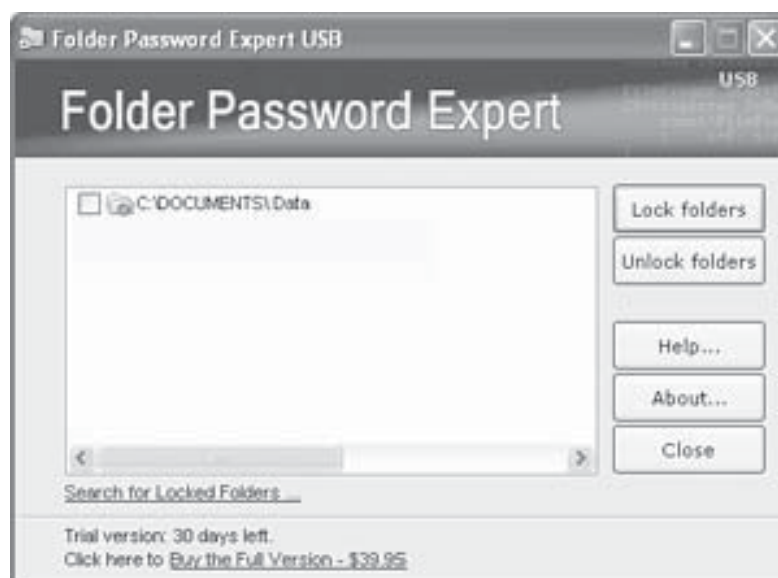 Folder Password Expert USB
USB
Folder Password Expert
C:\DOCUMENTS\Data
Lock folders
Unlock folders
Help...
About...
Close
Search for Locked Folders ...
Trial version: 30 days left.
Click here to Buy the Full Version - $39.95